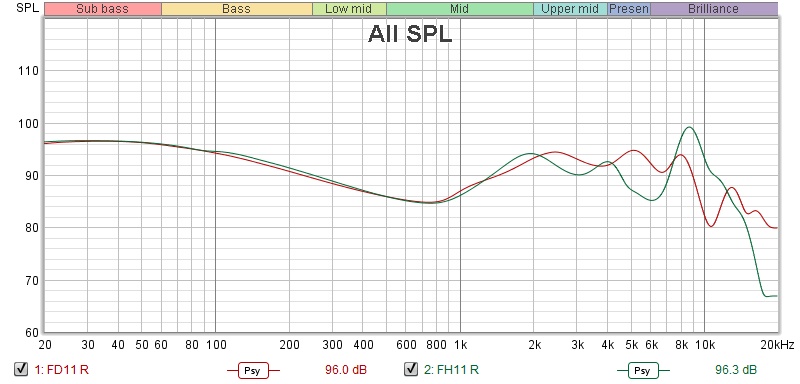 SPL Sub bass Bass Low mid Mid Upper mid Presen Brilliance
All SPL
110
100
90
80
70
60
20 30 40 50 60 80 100 200 300 400 600 800 1k 2k 3k 4k 5k 6k 8k 10k 20kHz
1: FD11 R Psy 96.0 dB 2: FH11 R Psy 96.3 dB